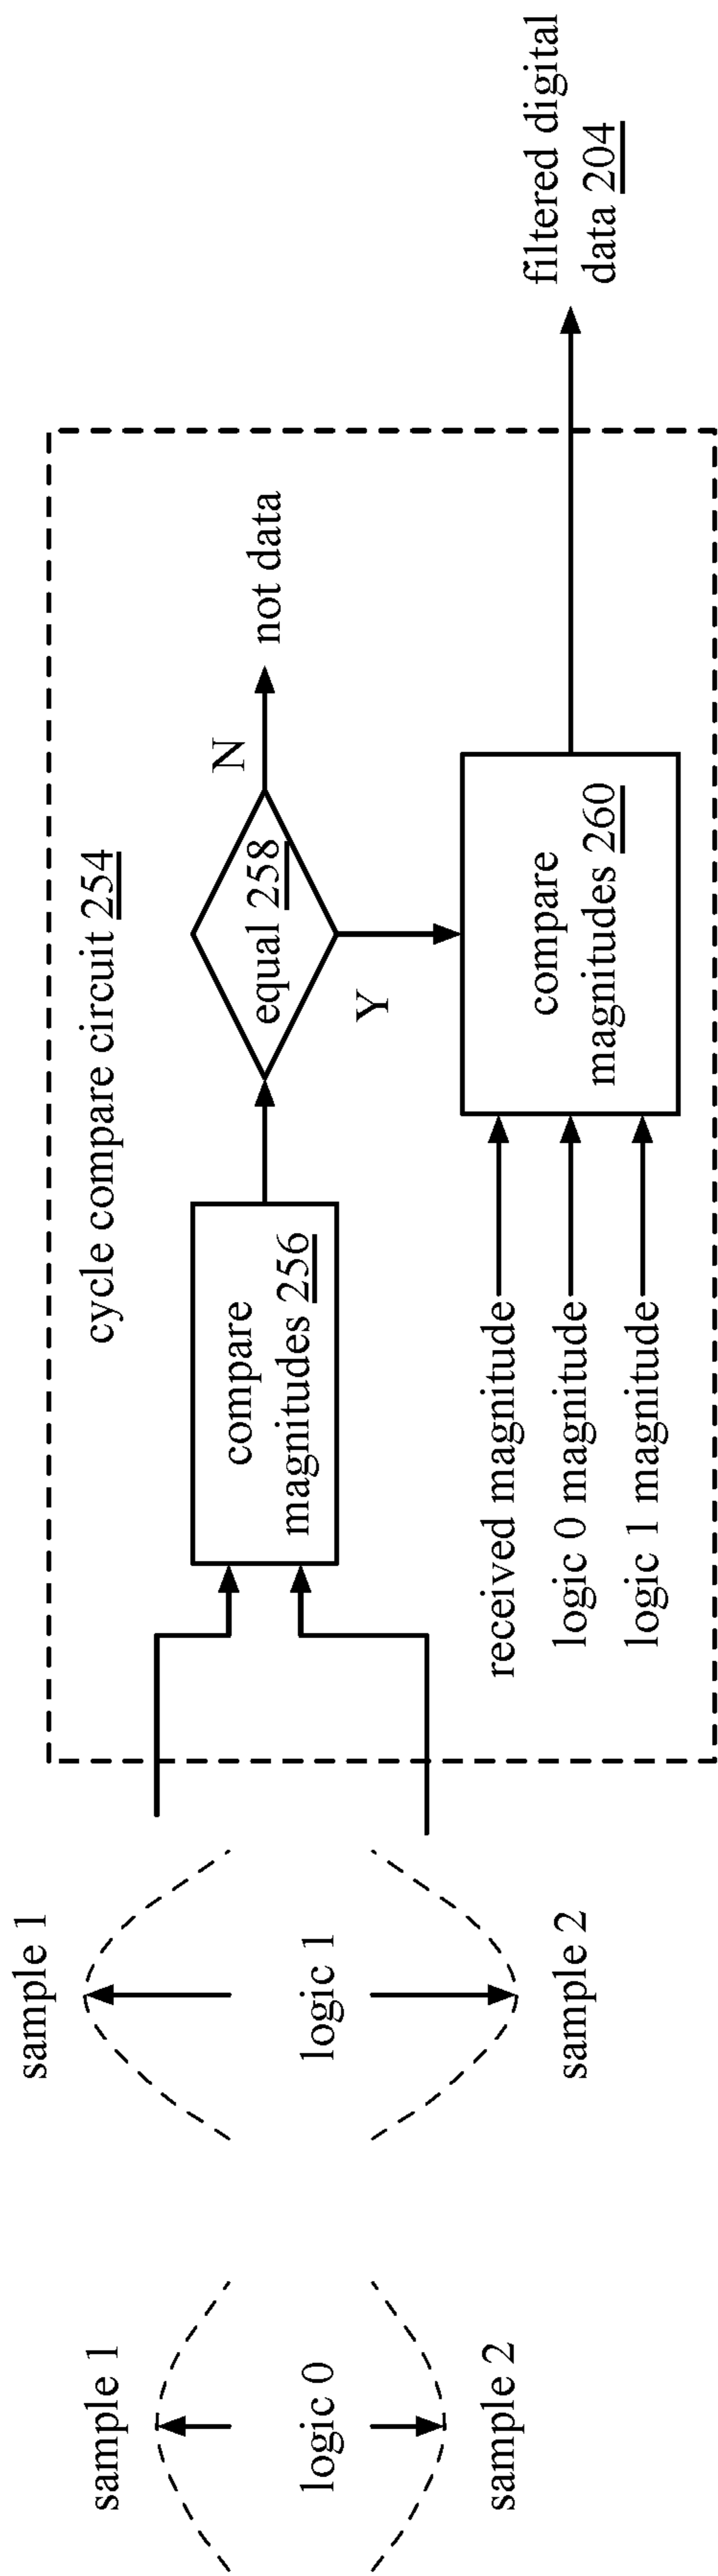 sample 1
logic 0
sample 2
sample 1
logic 1
sample 2
cycle compare circuit 254
compare
magnitudes 256
equal 258
N
not data
Y
received magnitude
logic 0 magnitude
logic 1 magnitude
compare
magnitudes 260
filtered digital
data 204